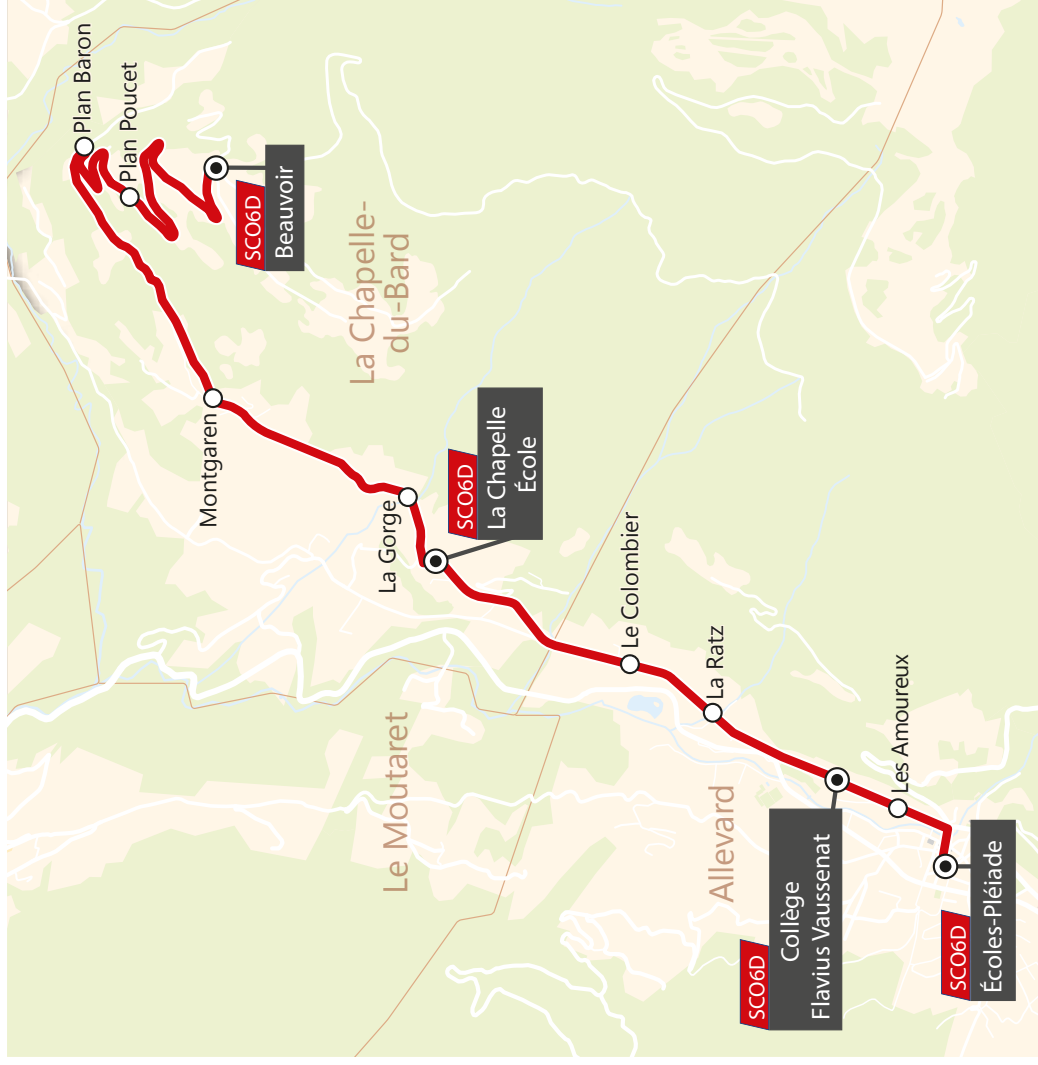 Plan Baron
Plan Poucet
SCO6D
Beauvoir
La Chapelle-
du-Bard
Montgaren
La Gorge
SCO6D
La Chapelle
École
Le Colombier
La Ratz
Le Moutaret
Allevard
Les Amoureux
SCO6D
Collège
Flavius Vaussenat
SCO6D
Écoles-Pléiade